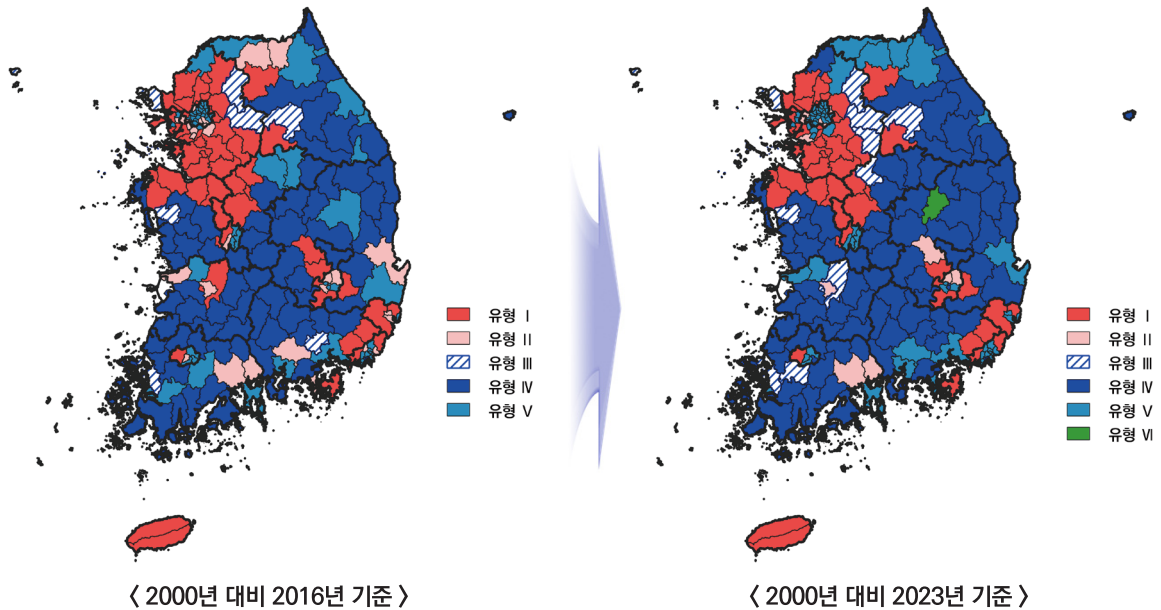 유형 Ⅰ
유형 Ⅱ
유형 Ⅲ
유형 Ⅳ
유형 Ⅴ
유형 Ⅰ
유형 Ⅱ
유형 Ⅲ
유형 Ⅳ
유형 Ⅴ
유형 Ⅵ
〈 2000년 대비 2016년 기준 〉
〈 2000년 대비 2023년 기준 〉